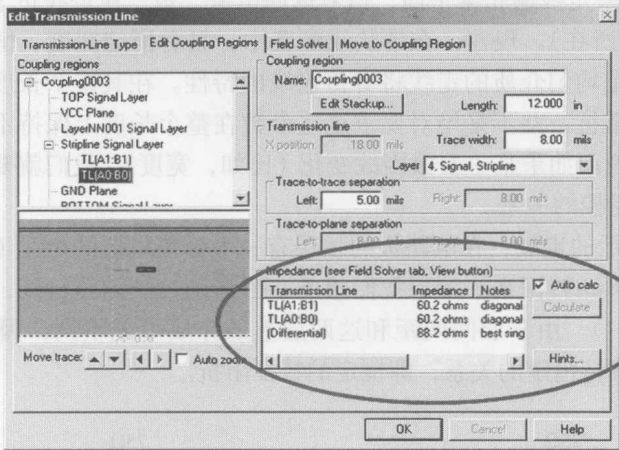 Edit Transmission Line
Transmission-Line Type
Edit Coupling Regions
Field Solver
Move to Coupling Region
Coupling regions
Coupling0003
TOP Signal Layer
VCC Plane
LayerNN001 Signal Layer
Stripline Signal Layer
TL(A1:B1)
TL(A0:B0)
GND Plane
BOTTOM Signal Layer
Move trace:
Auto zoom
Coupling region
Name: Coupling0003
Edit Stackup...
Length: 12.000 in
Transmission line
X position: 18.00 mils
Trace width: 8.00 mils
Layer 4, Signal, Stripline
Trace-to-trace separation
Left: 5.00 mils Right: 8.00 mils
Trace-to-plane separation
Left: 8.00 mils Right: 8.00 mils
Impedance (see Field Solver tab, View button)
Transmission Line Impedance Notes
TL(A1:B1) 60.2 ohms diagonal
TL(A0:B0) 60.2 ohms diagonal
(Differential) 88.2 ohms best sing
Auto calc
Calculate
Hints...
OK
Cancel
Help